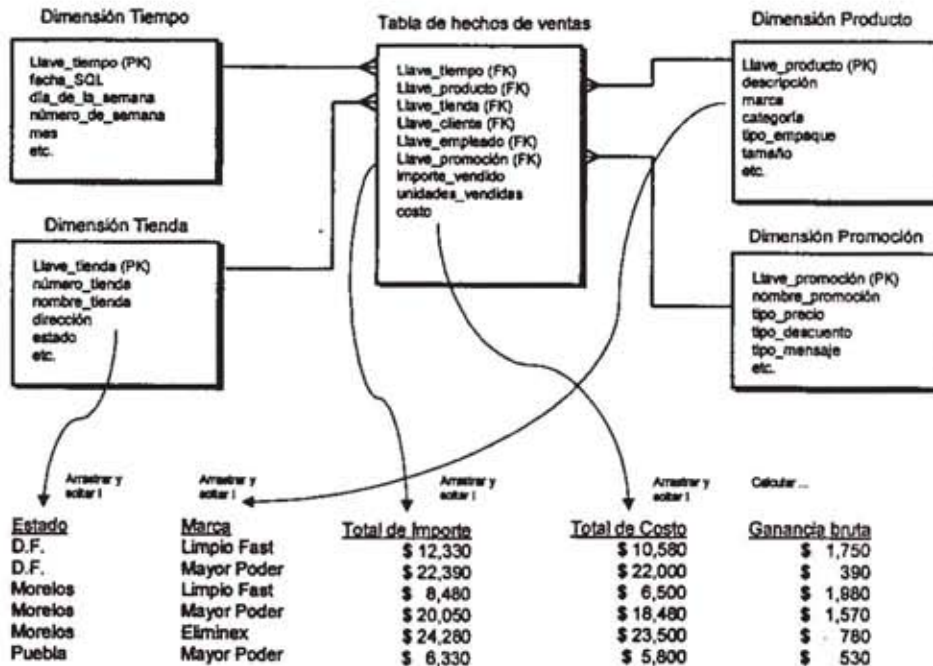 Dimensión Tiempo
Llave_tiempo (PK)
fecha_SQL
día_de_la_semana
número_de_semana
mes
etc.
Tabla de hechos de ventas
Llave_tiempo (FK)
Llave_producto (FK)
Llave_tienda (FK)
Llave_cliente (FK)
Llave_empleado (FK)
Llave_promoción (FK)
importe_vendido
unidades_vendidas
costo
Dimensión Producto
Llave_producto (PK)
descripción
marca
categoría
tipo_empaque
tamaño
etc.
Dimensión Tienda
Llave_tienda (PK)
número_tienda
nombre_tienda
dirección
estado
etc.
Dimensión Promoción
Llave_promoción (PK)
nombre_promoción
tipo_precio
tipo_descuento
tipo_mensaje
etc.
Arrastrar y
soltar !
Arrastrar y
soltar !
Arrastrar y
soltar !
Arrastrar y
soltar !
Calcular ...
Estado Marca Total de Importe Total de Costo Ganancia bruta
D.F. Limpio Fast $ 12,330 $ 10,580 $ 1,750
D.F. Mayor Poder $ 22,390 $ 22,000 $ 390
Morelos Limpio Fast $ 8,480 $ 6,500 $ 1,980
Morelos Mayor Poder $ 20,050 $ 18,480 $ 1,570
Morelos Eliminex $ 24,280 $ 23,500 $ 780
Puebla Mayor Poder $ 6,330 $ 5,800 $ 530